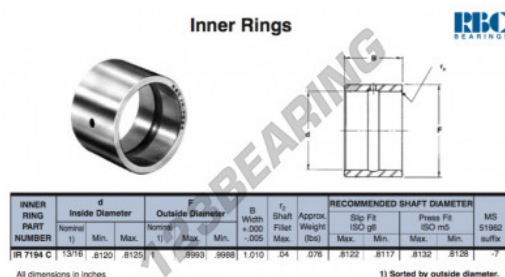 Inner Rings
RBC
BEARINGS
B
r₂
d
F
123BEARING
INNER RING PART NUMBER
d Inside Diameter
F Outside Diameter
B Width +.000 -.005
r₂ Shaft Fillet Max.
Approx. Weight (lbs)
RECOMMENDED SHAFT DIAMETER
MS 51962 suffix
Slip Fit ISO g6
Press Fit ISO m5
Nominal 1) Min. Max. Nominal 1) Max. Min. Max. Min. Max. Min.
IR 7194 C 13/16 .8120 .8125 1 .9993 .9988 1.010 .04 .076 .8122 .8117 .8132 .8128 -7
All dimensions in inches
1) Sorted by outside diameter.